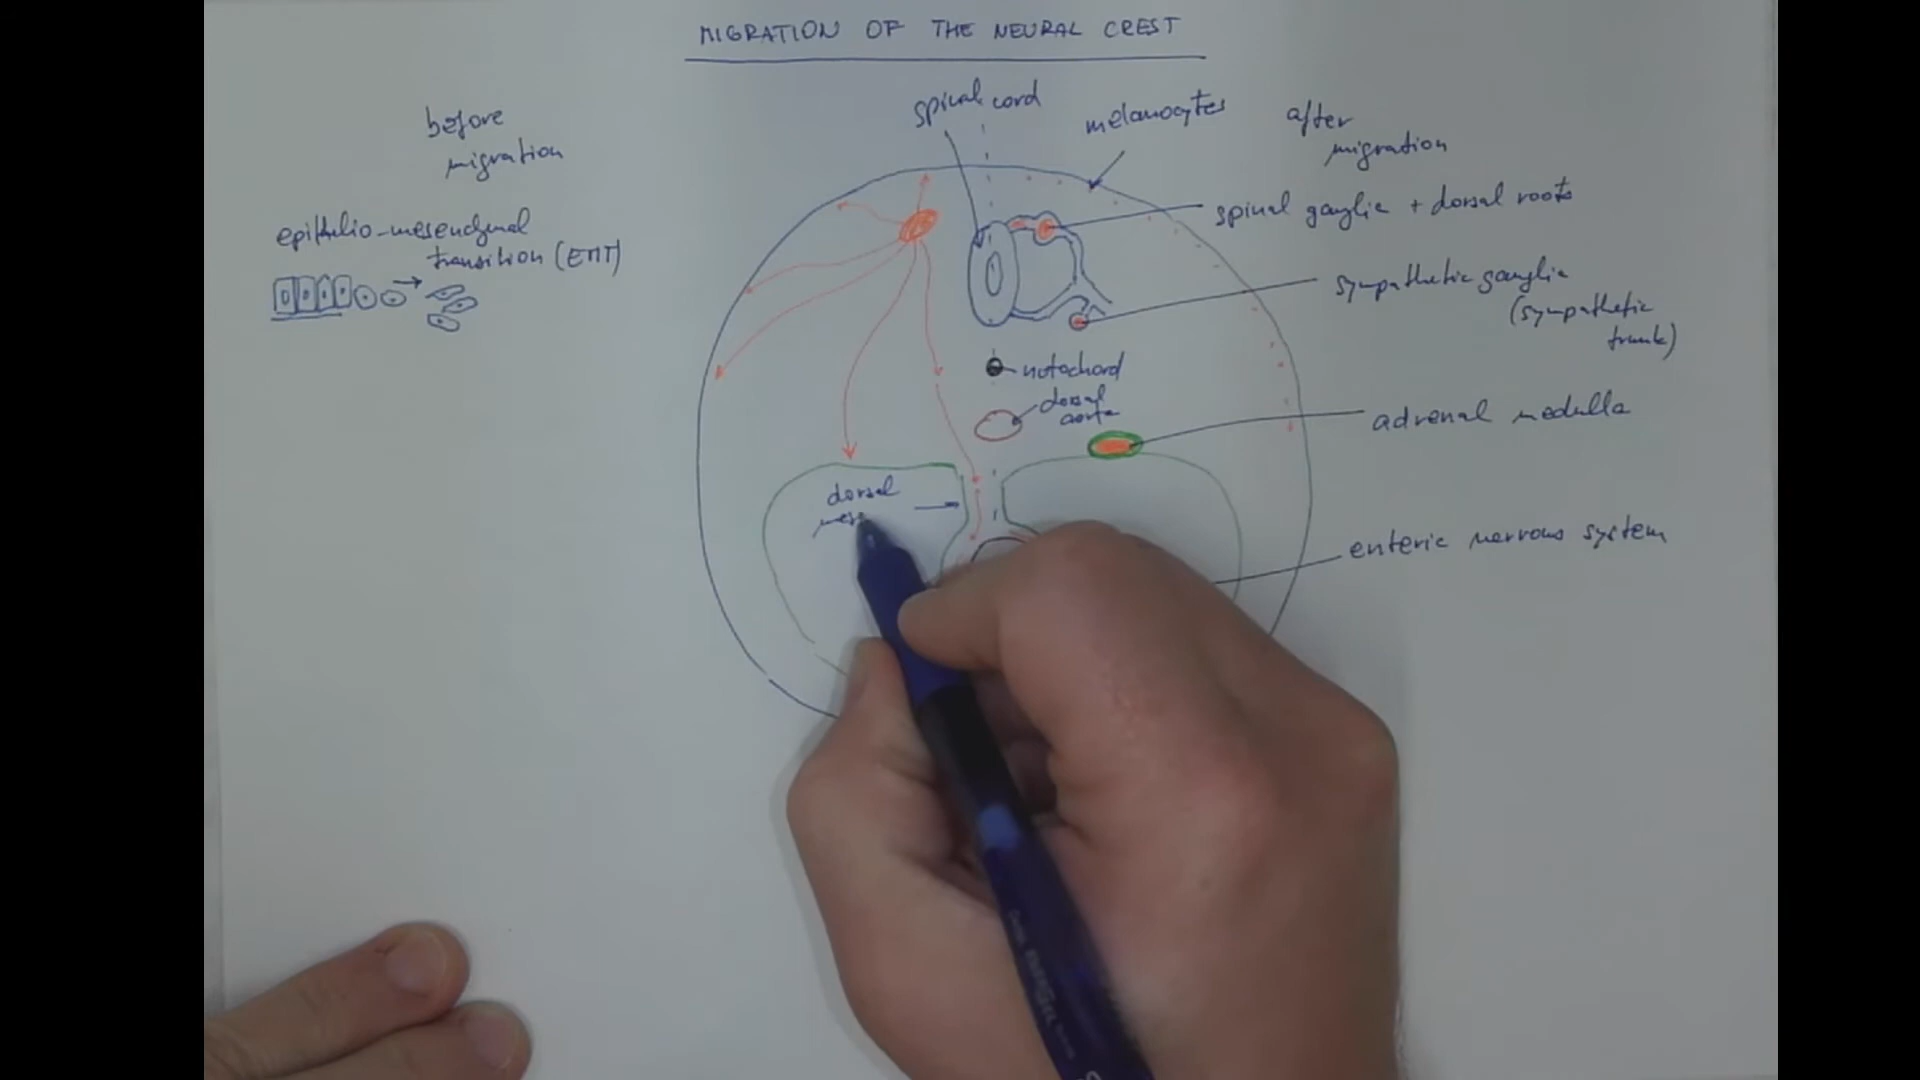 MIGRATION OF THE NEURAL CREST
before
migration
epithelio-mesenchymal
transition (EMT)
spinal cord
melanocytes
after
migration
spinal ganglia + dorsal roots
sympathetic ganglia
(sympathetic
trunk)
notochord
dorsal
aorta
adrenal medulla
dorsal
mes
enteric nervous system